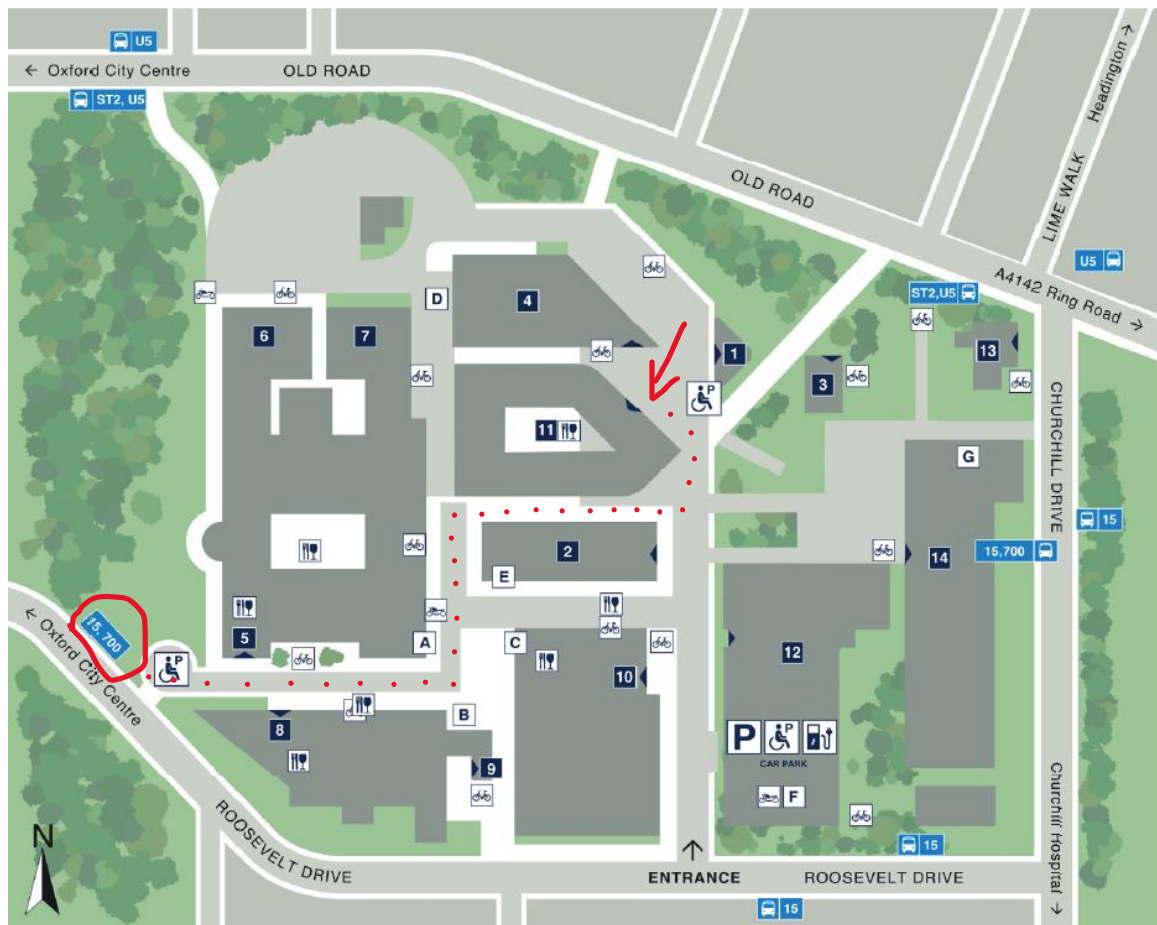 U5
← Oxford City Centre
OLD ROAD
ST2, U5
Headington →
LIME WALK
OLD ROAD
U5
A4142 Ring Road →
ST2,U5
D
4
6
7
1
13
3
P
11
G
CHURCHILL DRIVE
15
2
15,700
14
E
← Oxford City Centre
15, 700
5
A
C
P
12
10
B
8
P
P
CAR PARK
9
F
N
ROOSEVELT DRIVE
15
Churchill Hospital →
↑
ENTRANCE
ROOSEVELT DRIVE
15